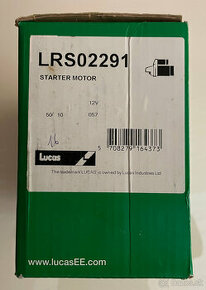 LRS02291
STARTER MOTOR
12V
50/ 10 057
16
Lucas
5 708279 164373
The trademark LUCAS is owned by Lucas Industries Ltd
www.lucasEE.com